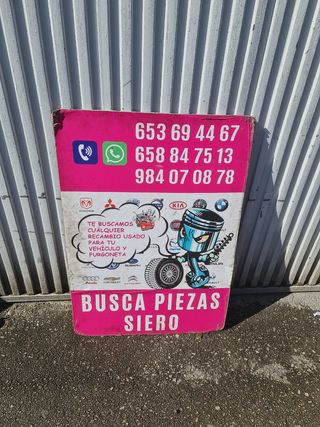 653 69 44 67
658 84 75 13
984 07 08 78
KIA
TE BUSCAMOS
CUALQUIER
RECAMBIO USADO
PARA TU
VEHÍCULO Y
FURGONETA
BUSCA PIEZAS
SIERO